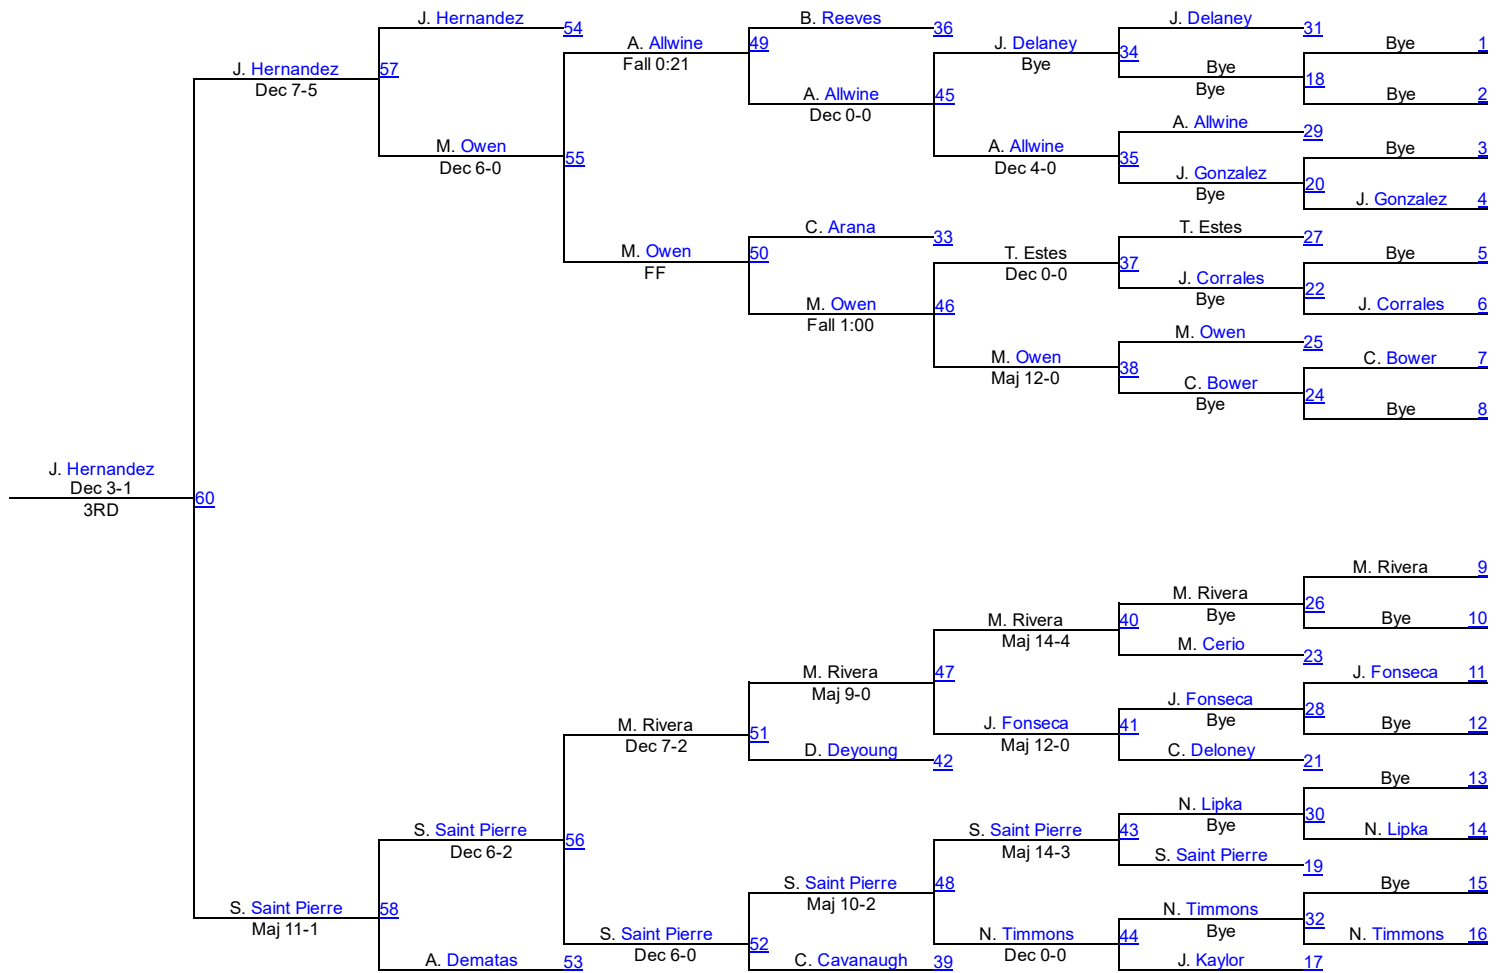 J. Hernandez 54
B. Reeves 36
J. Delaney 31
A. Allwine 49
Fall 0:21
J. Delaney 34
Bye
Bye 1
J. Hernandez 57
Dec 7-5
Bye 18
Bye
A. Allwine 45
Dec 0-0
Bye 2
A. Allwine 29
M. Owen 55
Dec 6-0
A. Allwine 35
Dec 4-0
Bye 3
J. Gonzalez 20
Bye
J. Gonzalez 4
C. Arana 33
T. Estes 27
M. Owen 50
FF
T. Estes 37
Dec 0-0
Bye 5
J. Corrales 22
Bye
M. Owen 46
Fall 1:00
J. Corrales 6
M. Owen 25
M. Owen 38
Maj 12-0
C. Bower 7
C. Bower 24
Bye
Bye 8
J. Hernandez
Dec 3-1
60
3RD
M. Rivera 9
M. Rivera 26
Bye
M. Rivera 40
Maj 14-4
Bye 10
M. Cerio 23
M. Rivera 47
Maj 9-0
J. Fonseca 11
J. Fonseca 28
Bye
M. Rivera 51
Dec 7-2
J. Fonseca 41
Maj 12-0
Bye 12
D. Deyoung 42
C. Deloney 21
Bye 13
N. Lipka 30
Bye
S. Saint Pierre 56
Dec 6-2
S. Saint Pierre 43
Maj 14-3
N. Lipka 14
S. Saint Pierre 19
S. Saint Pierre 48
Maj 10-2
Bye 15
S. Saint Pierre 58
Maj 11-1
N. Timmons 32
Bye
S. Saint Pierre 52
Dec 6-0
N. Timmons 44
Dec 0-0
N. Timmons 16
A. Dematas 53
C. Cavanaugh 39
J. Kaylor 17